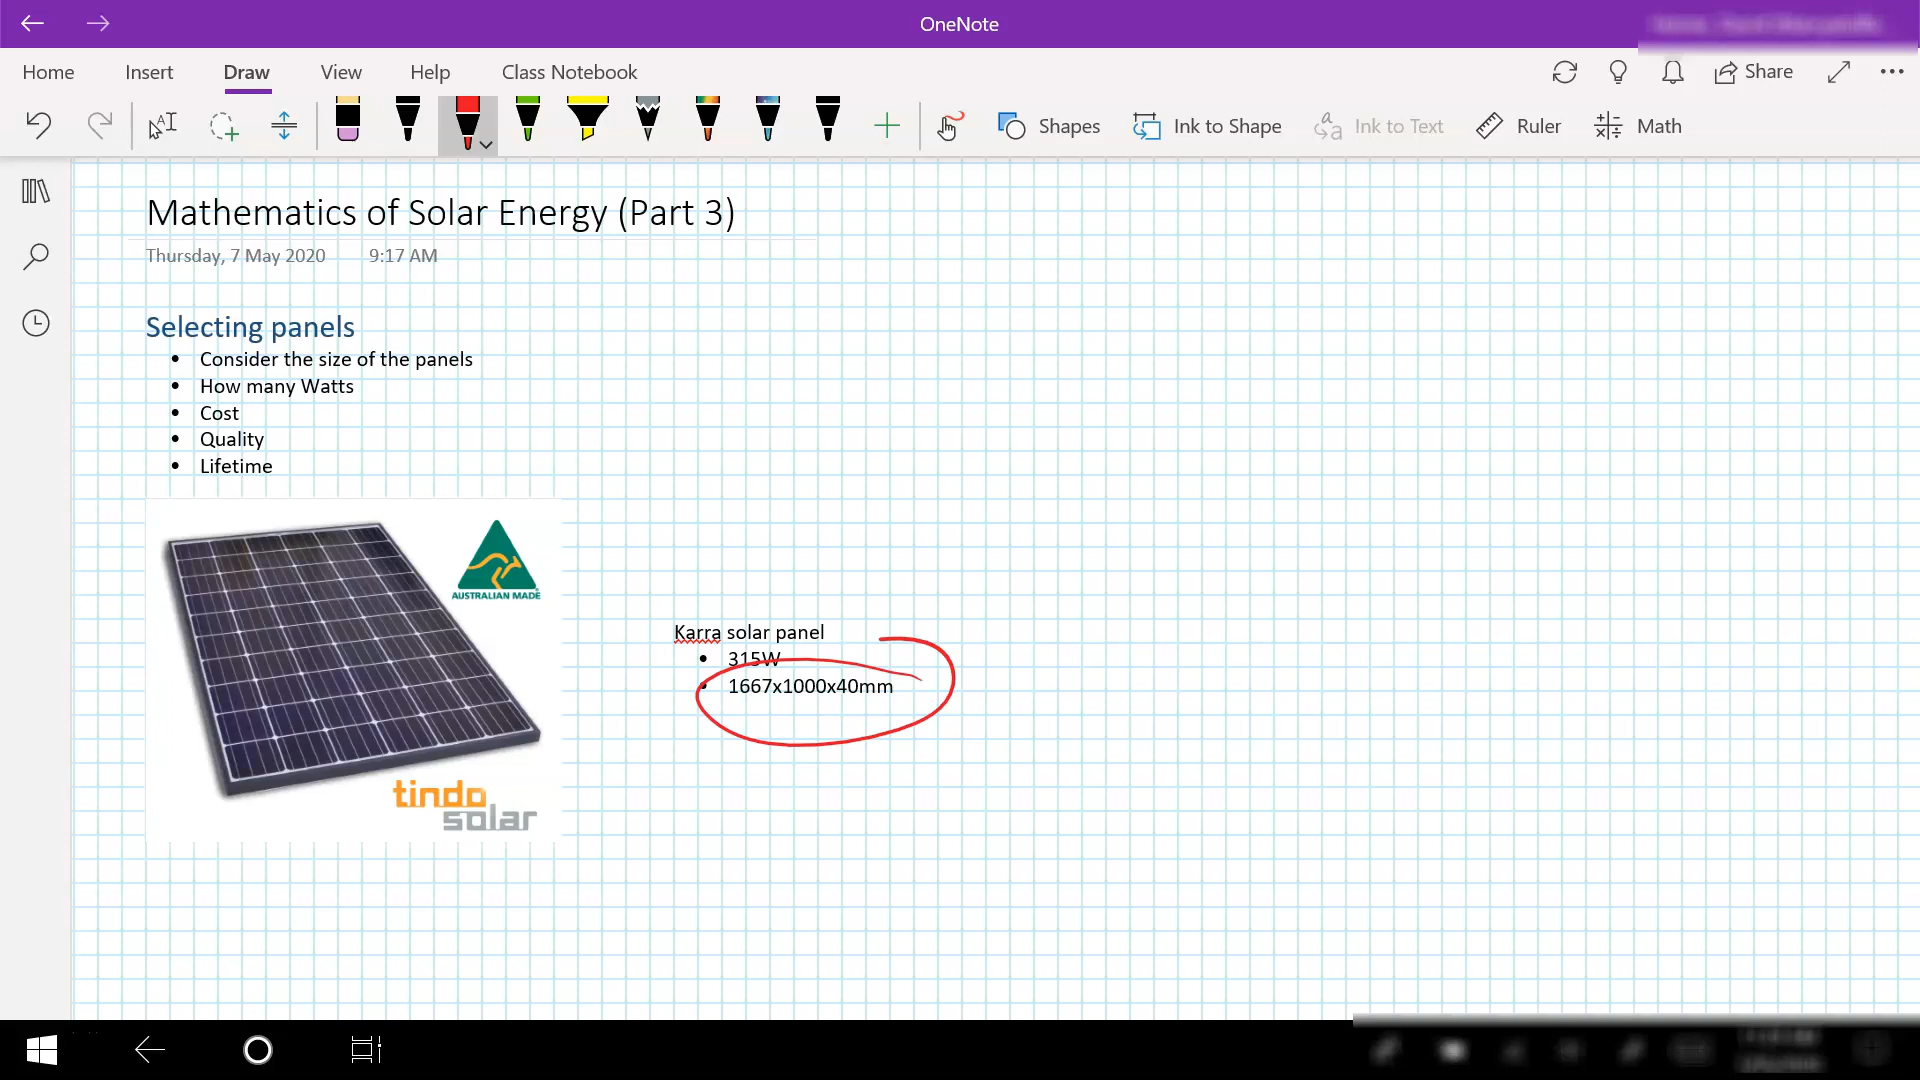 OneNote
Home Insert Draw View Help Class Notebook Share
Shapes Ink to Shape Ink to Text Ruler Math
Mathematics of Solar Energy (Part 3)
Thursday, 7 May 2020 9:17 AM
Selecting panels
• Consider the size of the panels
• How many Watts
• Cost
• Quality
• Lifetime
AUSTRALIAN MADE
tindo
solar
Karra solar panel
• 315W
• 1667x1000x40mm